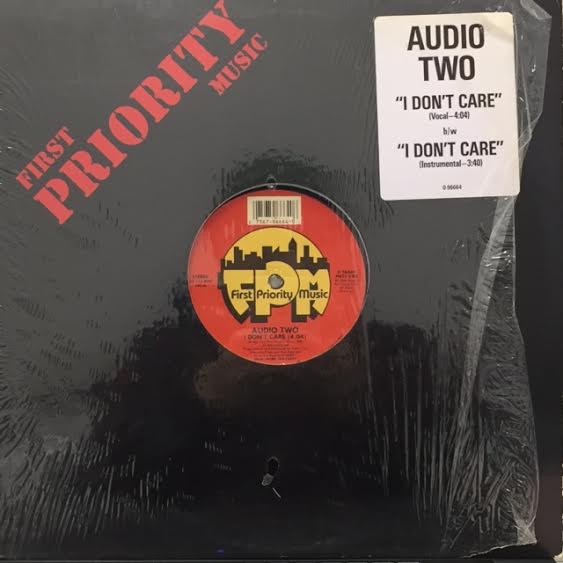 FIRST
PRIORITY
MUSIC
AUDIO
TWO
"I DON'T CARE"
(Vocal–4:04)
b/w
"I DON'T CARE"
(Instrumental–3:40)
0 96664
FPM
First Priority Music
STEREO
AUDIO TWO
I DON'T CARE (4:04)